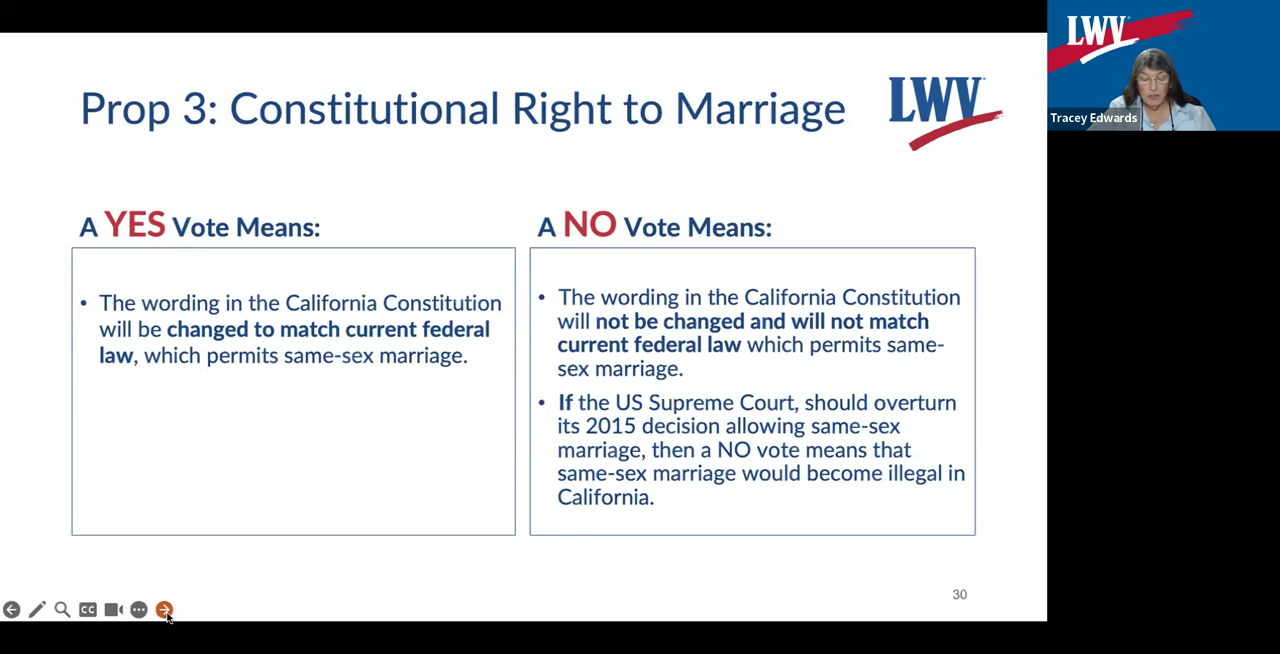 Prop 3: Constitutional Right to Marriage
LWV
A YES Vote Means:
• The wording in the California Constitution
will be changed to match current federal
law, which permits same-sex marriage.
A NO Vote Means:
• The wording in the California Constitution
will not be changed and will not match
current federal law which permits same-
sex marriage.
• If the US Supreme Court, should overturn
its 2015 decision allowing same-sex
marriage, then a NO vote means that
same-sex marriage would become illegal in
California.
CC
30
LWV
Tracey Edwards